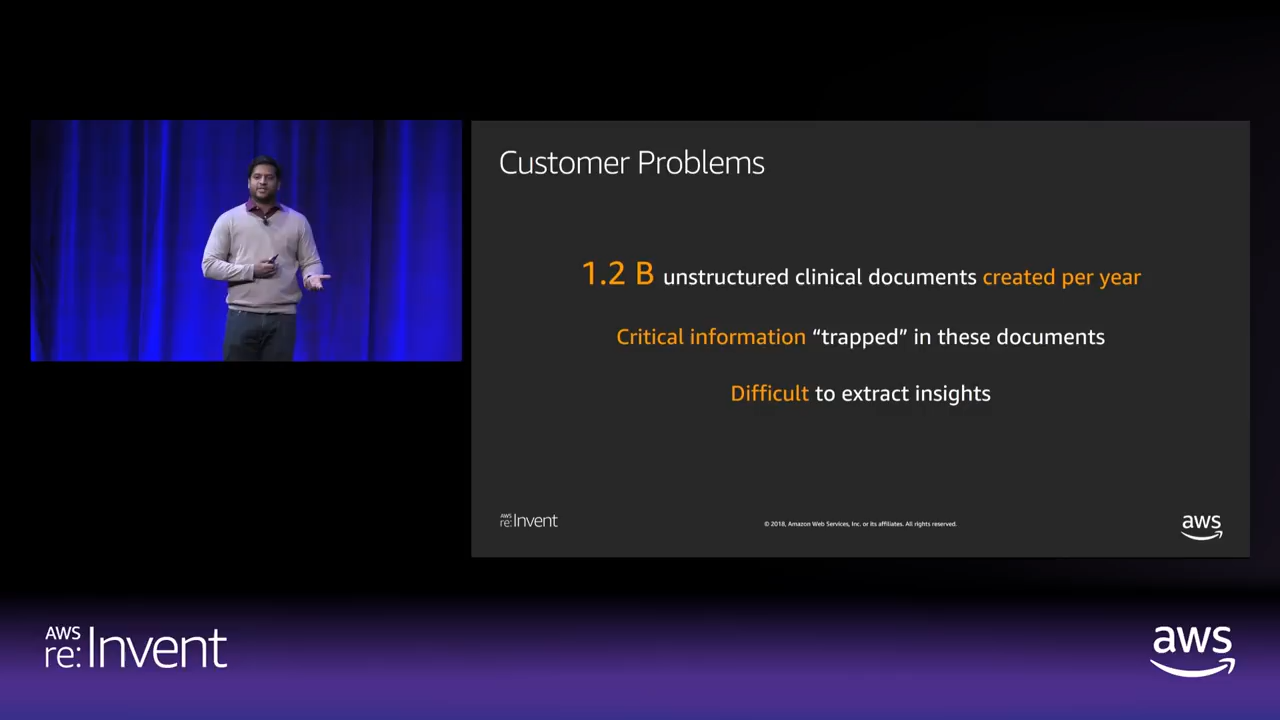 Customer Problems
1.2 B unstructured clinical documents created per year
Critical information “trapped” in these documents
Difficult to extract insights
AWS
re:Invent
© 2018, Amazon Web Services, Inc. or its affiliates. All rights reserved.
aws
AWS
re:Invent
aws